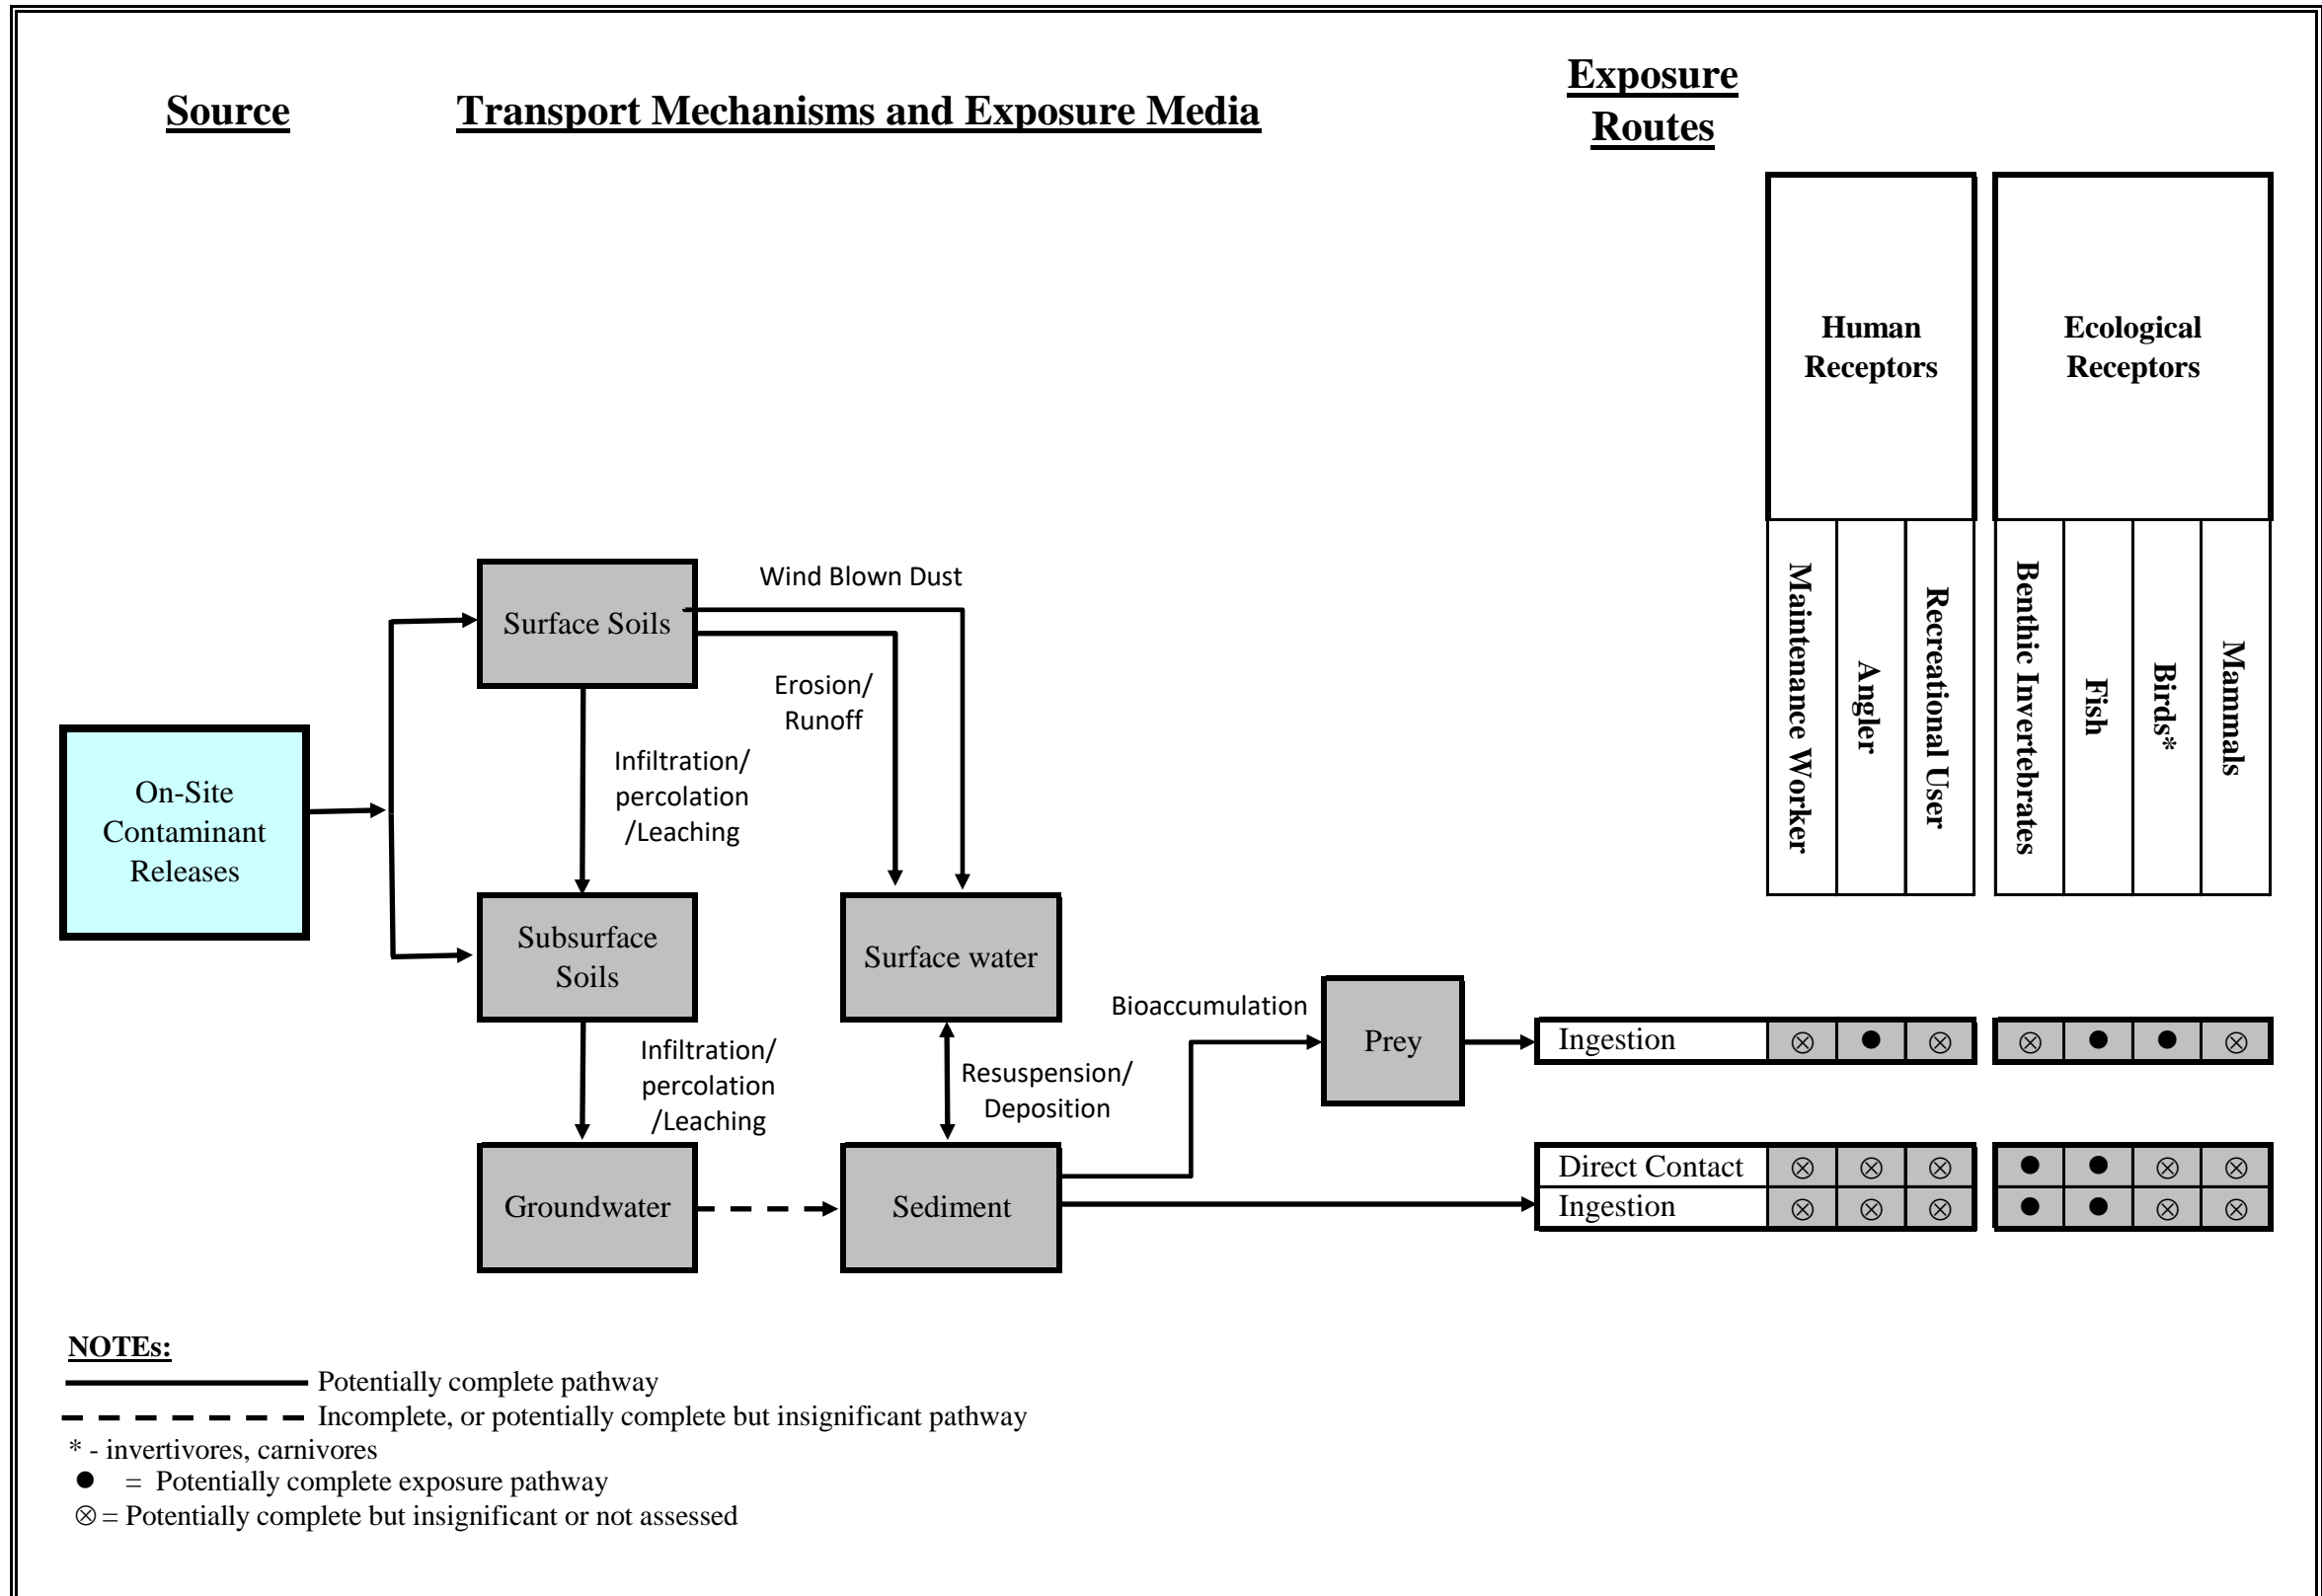 Source
Transport Mechanisms and Exposure Media
Exposure
Routes
Human
Receptors
Ecological
Receptors
Maintenance Worker
Angler
Recreational User
Benthic Invertebrates
Fish
Birds*
Mammals
Surface Soils
Wind Blown Dust
Erosion/
Runoff
On-Site
Contaminant
Releases
Infiltration/
percolation
/Leaching
Subsurface
Soils
Surface water
Infiltration/
percolation
/Leaching
Resuspension/
Deposition
Bioaccumulation
Prey
Groundwater
Sediment
Ingestion ⊗ ● ⊗ ⊗ ● ● ⊗
Direct Contact ⊗ ⊗ ⊗ ● ● ⊗ ⊗
Ingestion ⊗ ⊗ ⊗ ● ● ⊗ ⊗
NOTEs:
Potentially complete pathway
Incomplete, or potentially complete but insignificant pathway
* - invertivores, carnivores
● = Potentially complete exposure pathway
⊗ = Potentially complete but insignificant or not assessed